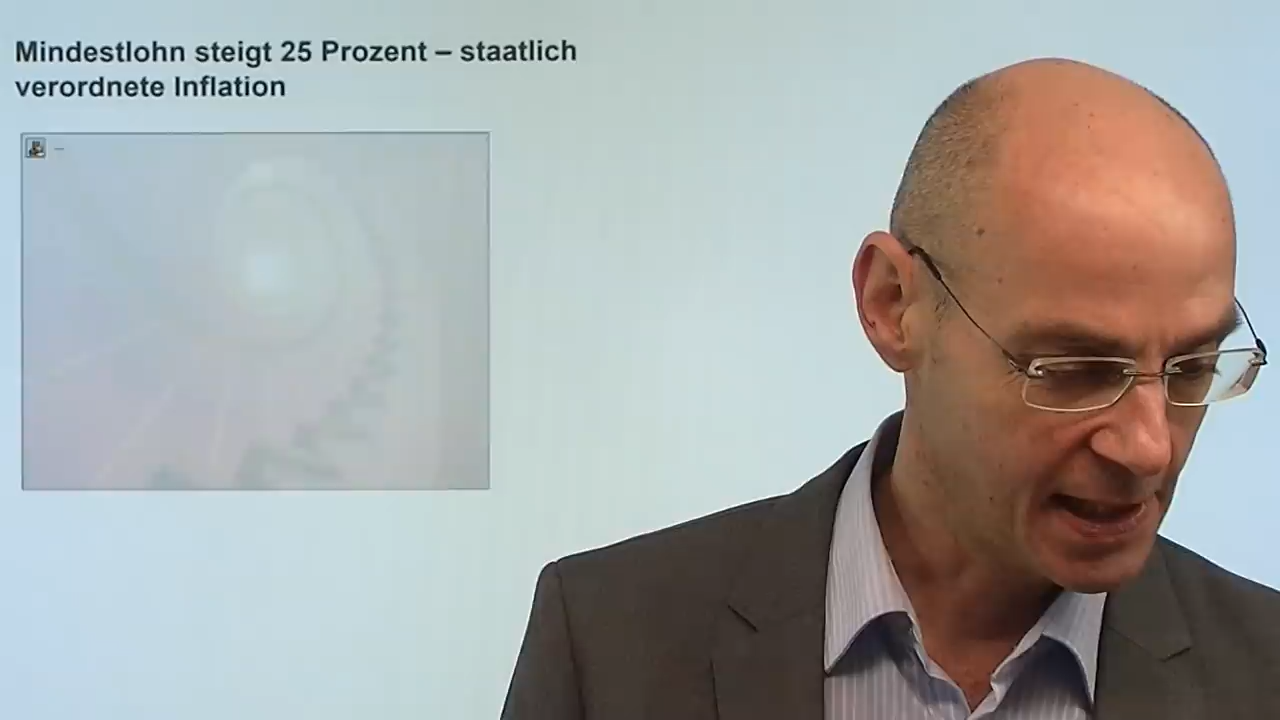 Mindestlohn steigt 25 Prozent – staatlich
verordnete Inflation